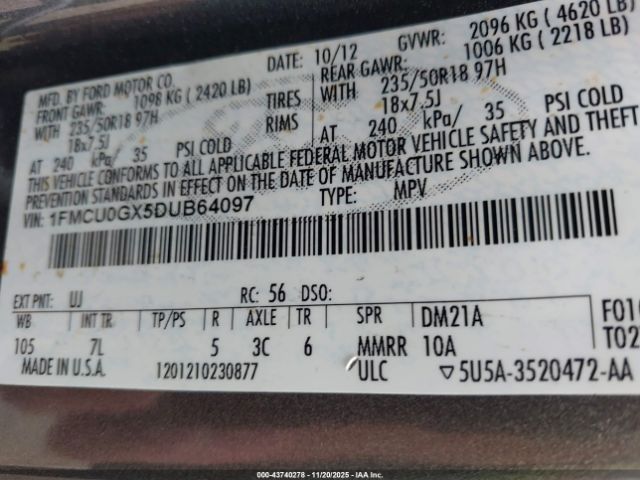 MFD. BY FORD MOTOR CO. DATE: 10/12 GVWR: 2096 KG ( 4620 LB)
FRONT GAWR: 1098 KG ( 2420 LB) REAR GAWR: 1006 KG ( 2218 LB)
WITH 235/50R18 97H TIRES WITH 235/50R18 97H
18x7.5J RIMS 18x7.5J
AT 240 kPa/ 35 PSI COLD AT 240 kPa/ 35 PSI COLD
THIS VEHICLE CONFORMS TO ALL APPLICABLE FEDERAL MOTOR VEHICLE SAFETY AND THEFT
PREVENTION STANDARDS IN EFFECT ON THE DATE OF MANUFACTURE SHOWN ABOVE.
VIN: 1FMCU0GX5DUB64097 TYPE: MPV
EXT PNT: UJ RC: 56 DSO:
WB INT TR TP/PS R AXLE TR SPR DM21A F01
105 7L 5 3C 6 MMRR 10A T02
MADE IN U.S.A. 1201210230877 ULC ▽5U5A-3520472-AA
000-43740278 - 11/20/2025 - IAA Inc.